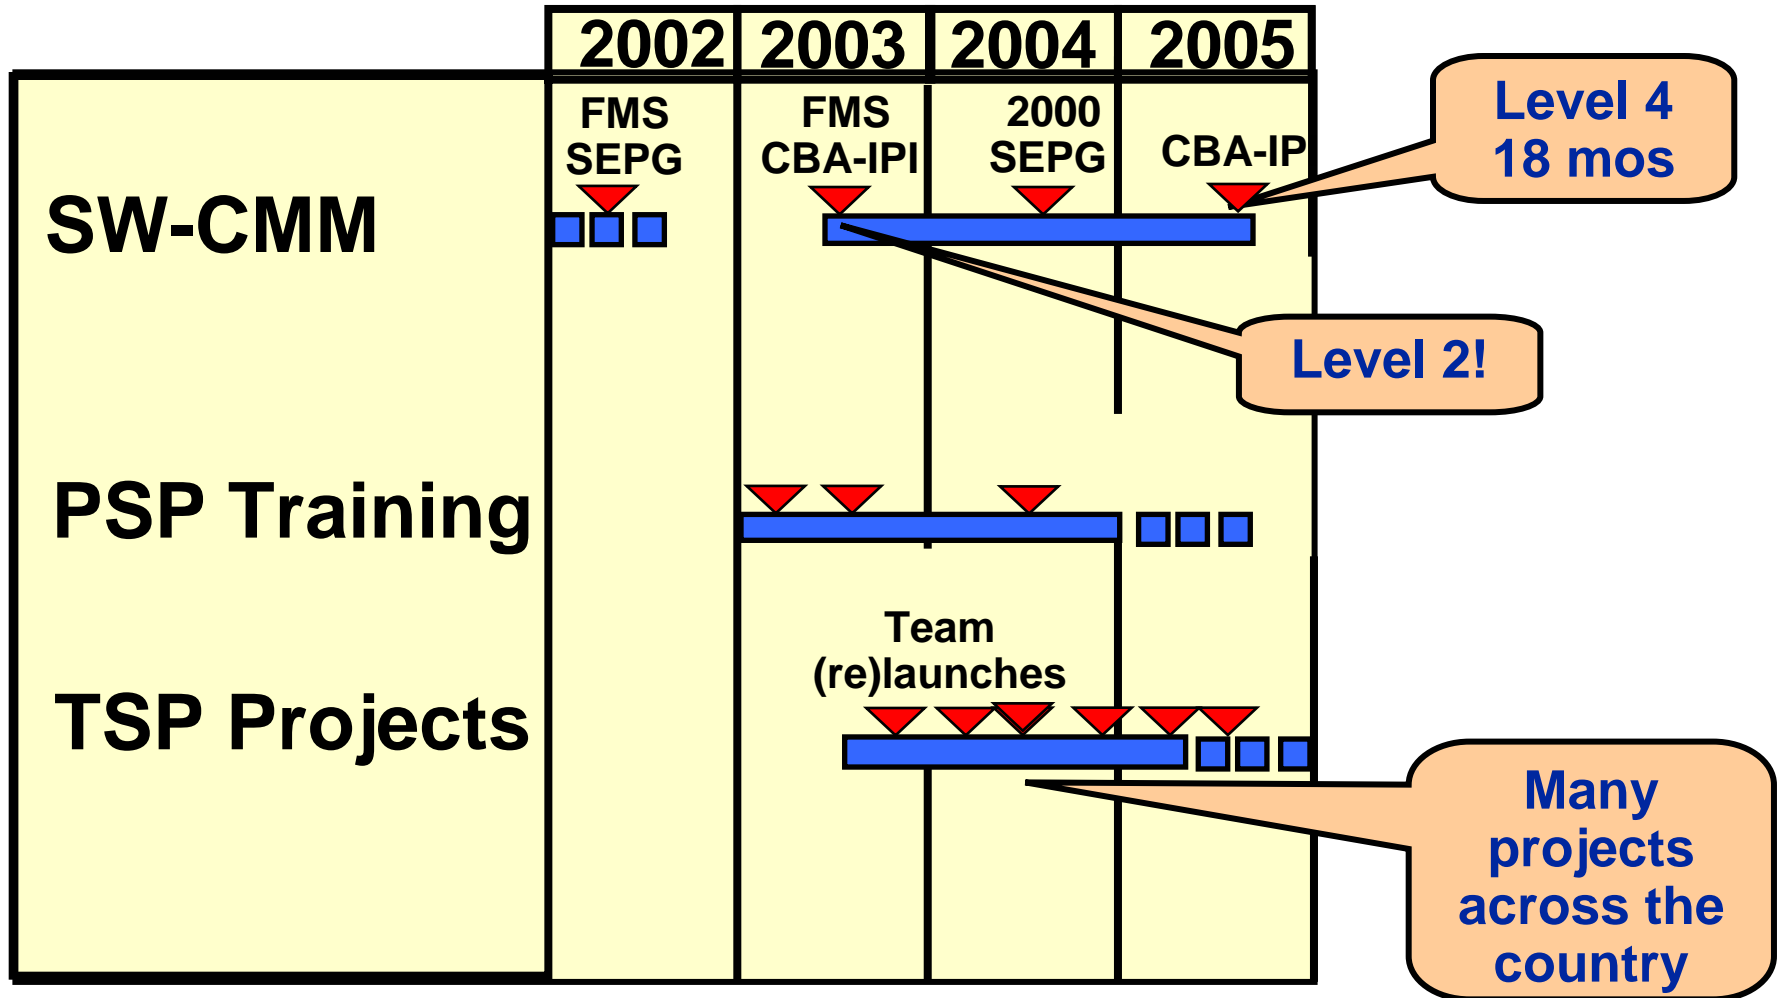 2002 2003 2004 2005
FMS
SEPG
FMS
CBA-IPI
2000
SEPG
CBA-IP
Level 4
18 mos
SW-CMM
Level 2!
PSP Training
Team
(re)launches
TSP Projects
Many
projects
across the
country